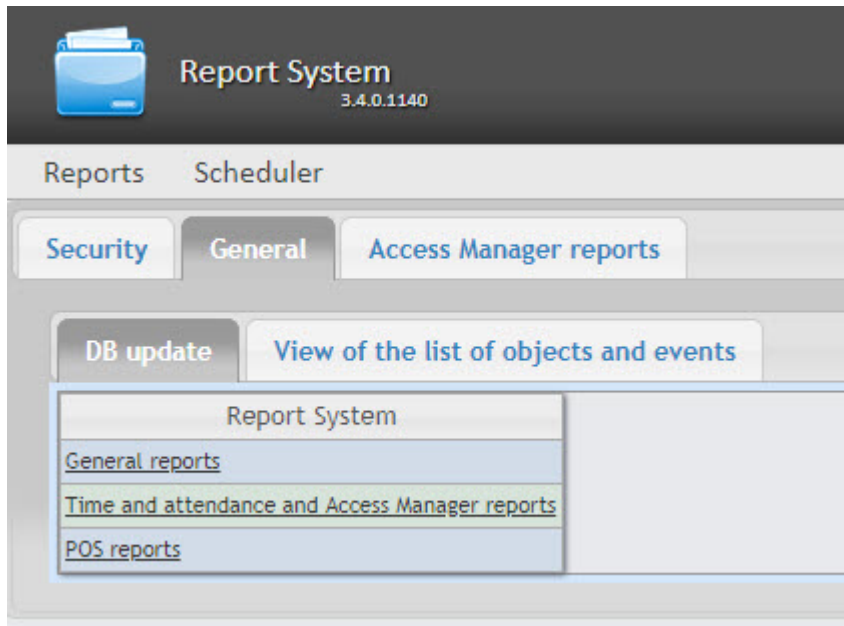 Report System
3.4.0.1140
Reports Scheduler
Security General Access Manager reports
DB update View of the list of objects and events
Report System
General reports
Time and attendance and Access Manager reports
POS reports